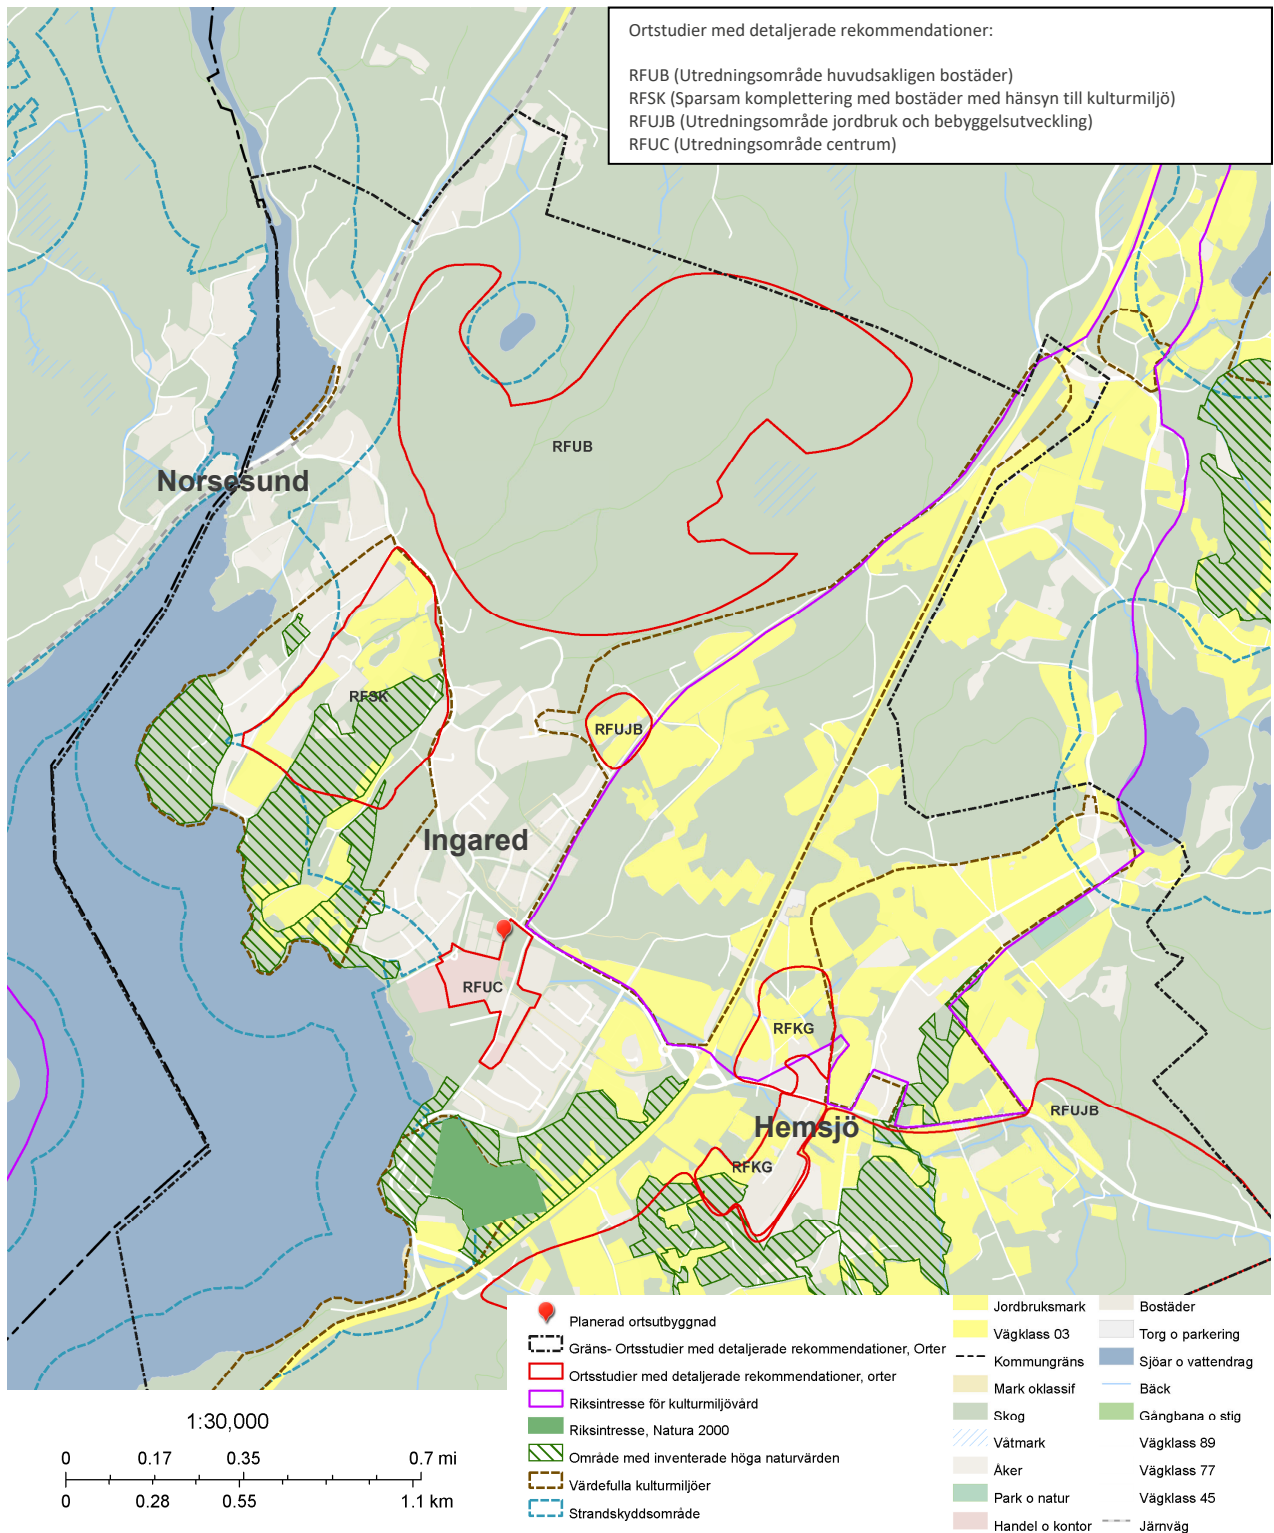 Ortstudier med detaljerade rekommendationer:
RFUB (Utredningsområde huvudsakligen bostäder)
RFSK (Sparsam komplettering med bostäder med hänsyn till kulturmiljö)
RFUJB (Utredningsområde jordbruk och bebyggelsutveckling)
RFUC (Utredningsområde centrum)
RFUB
Norsesund
RFSK
RFUJB
Ingared
RFUC
RFKG
Hemsjö
RFUJB
RFKG
Planerad ortsutbyggnad
Gräns- Ortsstudier med detaljerade rekommendationer, Orter
Ortsstudier med detaljerade rekommendationer, orter
Riksintresse för kulturmiljövård
Riksintresse, Natura 2000
Område med inventerade höga naturvärden
Värdefulla kulturmiljöer
Strandskyddsområde
Jordbruksmark
Vägklass 03
Kommungräns
Mark oklassif
Skog
Våtmark
Åker
Park o natur
Handel o kontor
Bostäder
Torg o parkering
Sjöar o vattendrag
Bäck
Gångbana o stig
Vägklass 89
Vägklass 77
Vägklass 45
Järnväg
1:30,000
0 0.17 0.35 0.7 mi
0 0.28 0.55 1.1 km